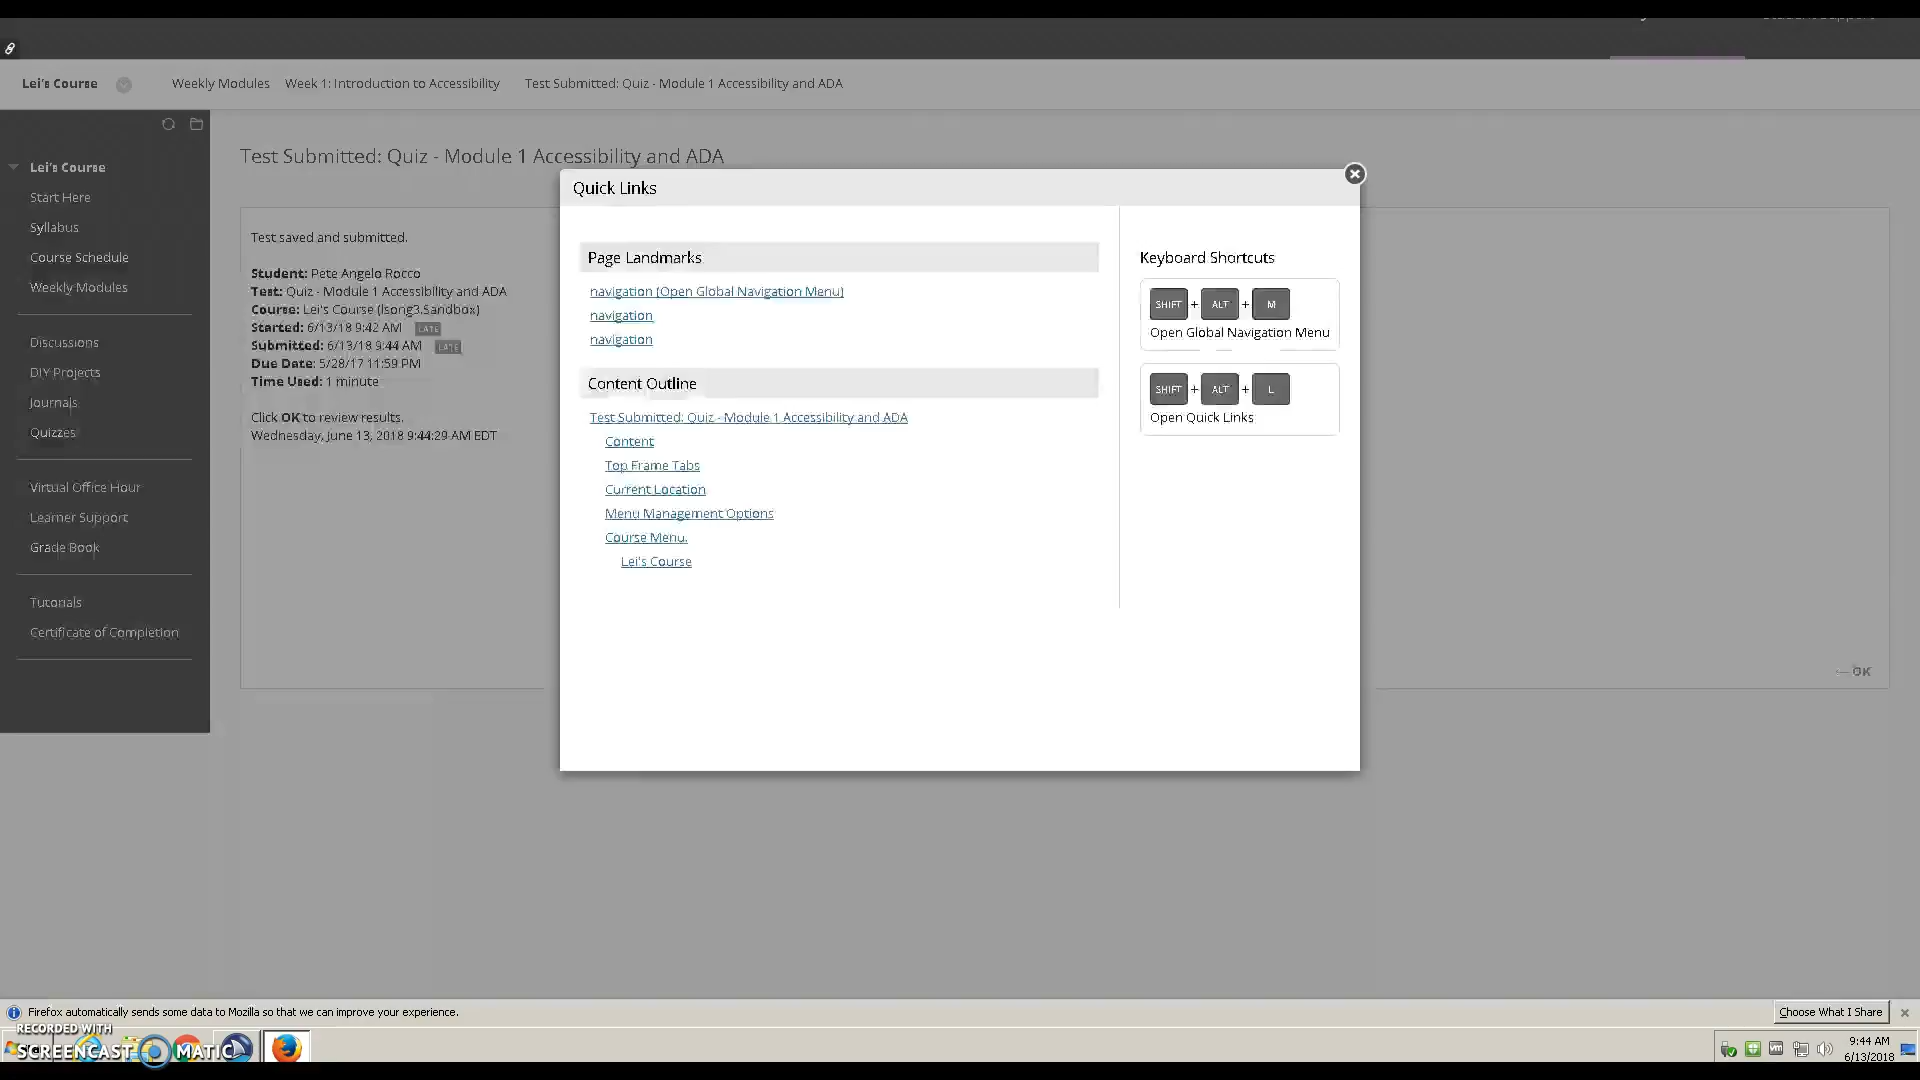 Lei's Course
Weekly Modules
Week 1: Introduction to Accessibility
Test Submitted: Quiz - Module 1 Accessibility and ADA
Lei's Course
Start Here
Syllabus
Course Schedule
Weekly Modules
Discussions
DIY Projects
Journals
Quizzes
Virtual Office Hour
Learner Support
Grade Book
Tutorials
Certificate of Completion
Test Submitted: Quiz - Module 1 Accessibility and ADA
Test saved and submitted.
Student: Pete Angelo Rocco
Test: Quiz - Module 1 Accessibility and ADA
Course: Lei's Course (lsong3.Sandbox)
Started: 6/13/18 9:42 AM LATE
Submitted: 6/13/18 9:44 AM LATE
Due Date: 5/28/17 11:59 PM
Time Used: 1 minute
Click OK to review results.
Wednesday, June 13, 2018 9:44:29 AM EDT
OK
Quick Links
Page Landmarks
navigation (Open Global Navigation Menu)
navigation
navigation
Content Outline
Test Submitted: Quiz - Module 1 Accessibility and ADA
Content
Top Frame Tabs
Current Location
Menu Management Options
Course Menu.
Lei's Course
Keyboard Shortcuts
SHIFT + ALT + M
Open Global Navigation Menu
SHIFT + ALT + L
Open Quick Links
Firefox automatically sends some data to Mozilla so that we can improve your experience.
Choose What I Share
RECORDED WITH
SCREENCAST MATIC
9:44 AM
6/13/2018